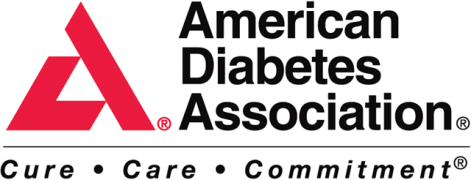 American
Diabetes
® Association®
Cure • Care • Commitment®